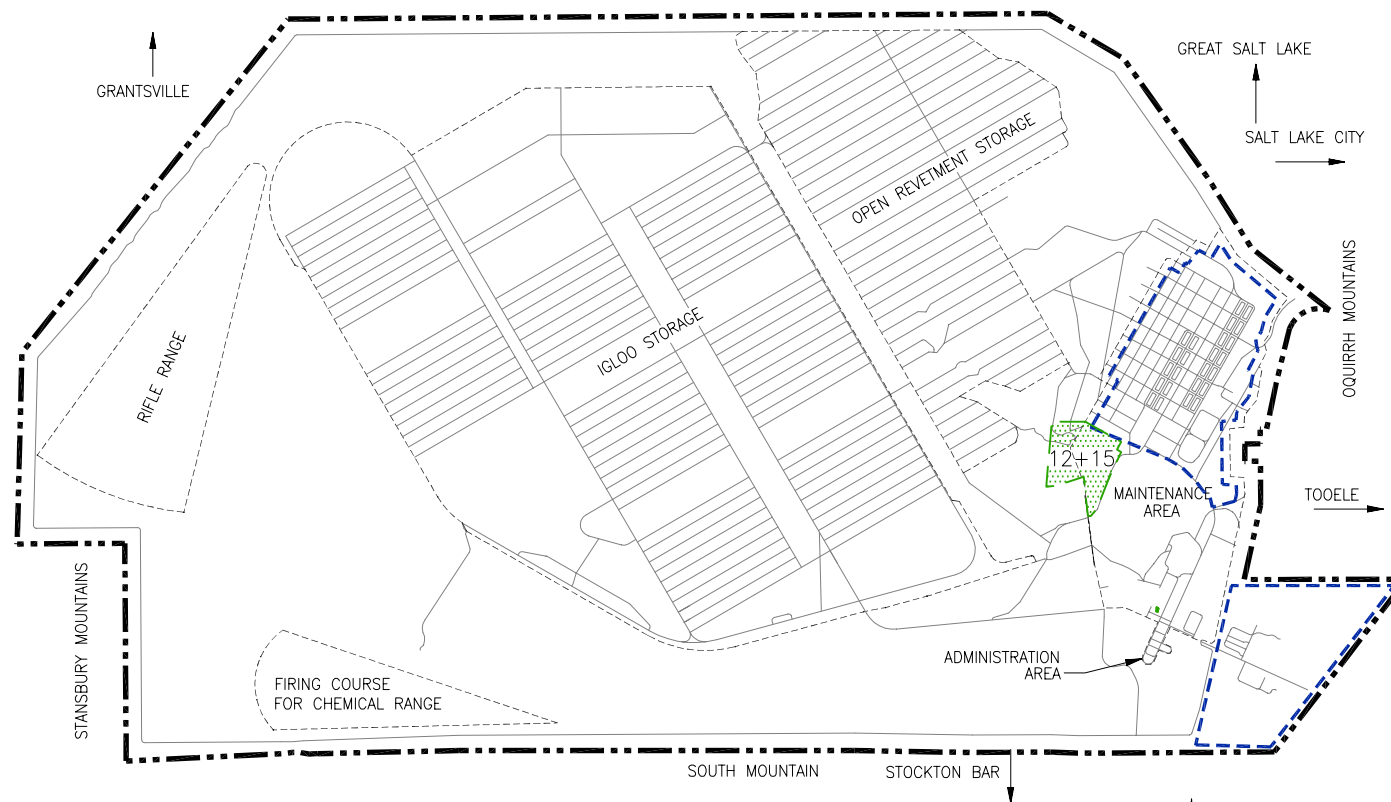 GREAT SALT LAKE
GRANTSVILLE
SALT LAKE CITY
OPEN REVETMENT STORAGE
OQUIRRH MOUNTAINS
RIFLE RANGE
IGLOO STORAGE
12+15
MAINTENANCE
AREA
TOOELE
STANSBURY MOUNTAINS
ADMINISTRATION
AREA
FIRING COURSE
FOR CHEMICAL RANGE
SOUTH MOUNTAIN
STOCKTON BAR